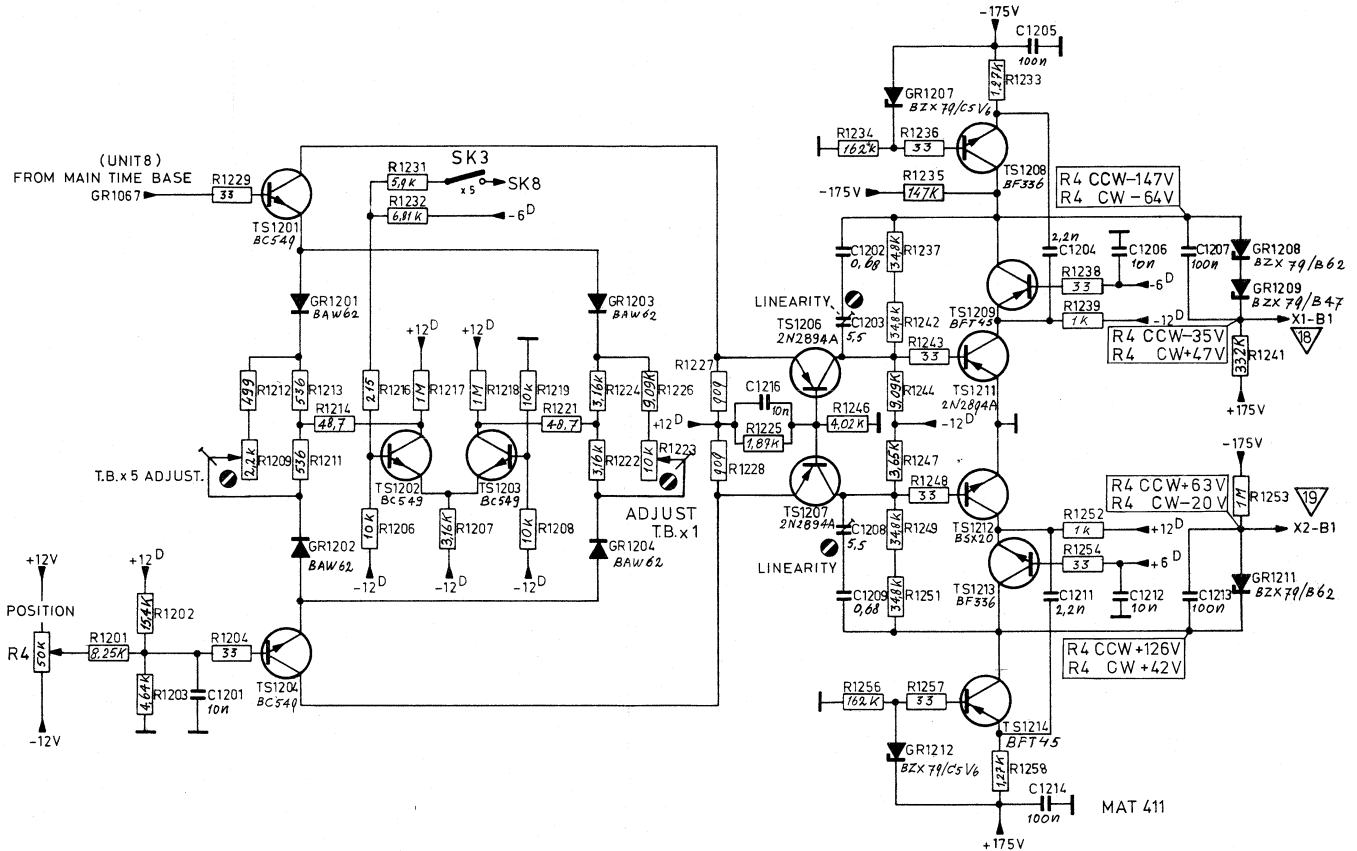 -175V
C1205
100n
1,27K
R1233
GR1207
BZX 79/C5V6
R1234
162K
R1236
33
TS1208
BF336
R1235
-175V
147K
R4 CCW-147V
R4 CW-64V
(UNIT8)
FROM MAIN TIME BASE
GR1067
R1229
33
TS1201
BC549
R1231
5,9K
SK3
x5
SK8
R1232
6,81K
-6D
C1202
0,68
34,8K
R1237
2,2n
C1204
C1206
10n
C1207
100n
GR1208
BZX 79/B62
R1238
33
-6D
GR1209
BZX 79/B47
TS1209
BFT45
R1239
1K
-12D
X1-B1
18
R4 CCW-35V
R4 CW+47V
332K
R1241
+175V
LINEARITY
C1203
5,5
34,8K
R1242
TS1206
2N2894A
R1243
33
TS1211
2N2894A
GR1201
BAW62
GR1203
BAW62
+12D
+12D
499
R1212
536
R1213
215
R1216
1M
R1217
1M
R1218
10K
R1219
3,16K
R1224
9,09K
R1226
R1227
909
C1216
10n
9,09K
R1244
R1214
48,7
R1221
48,7
+12D
R1225
1,89K
R1246
4,02K
-12D
T.B.x5 ADJUST.
2,2K
R1209
536
R1211
TS1202
BC549
TS1203
BC549
3,16K
R1222
10K
R1223
909
R1228
3,65K
R1247
-175V
1M
R1253
R4 CCW+63V
R4 CW-20V
19
X2-B1
ADJUST
T.B.x1
TS1207
2N2894A
R1248
33
TS1212
BSX20
R1252
1K
+12D
10K
R1206
3,16K
R1207
10K
R1208
-12D
-12D
-12D
GR1202
BAW62
GR1204
BAW62
C1208
5,5
LINEARITY
34,8K
R1249
R1254
33
+6D
TS1213
BF336
C1209
0,68
34,8K
R1251
C1211
2,2n
C1212
10n
C1213
100n
GR1211
BZX 79/B62
R4 CCW+126V
R4 CW+42V
+12V
POSITION
R4
50K
-12V
+12D
15,4K
R1202
R1201
8,25K
R1204
33
4,64K
R1203
C1201
10n
TS1204
BC549
R1256
162K
R1257
33
TS1214
BFT45
GR1212
BZX 79/C5V6
1,27K
R1258
C1214
100n
+175V
MAT 411